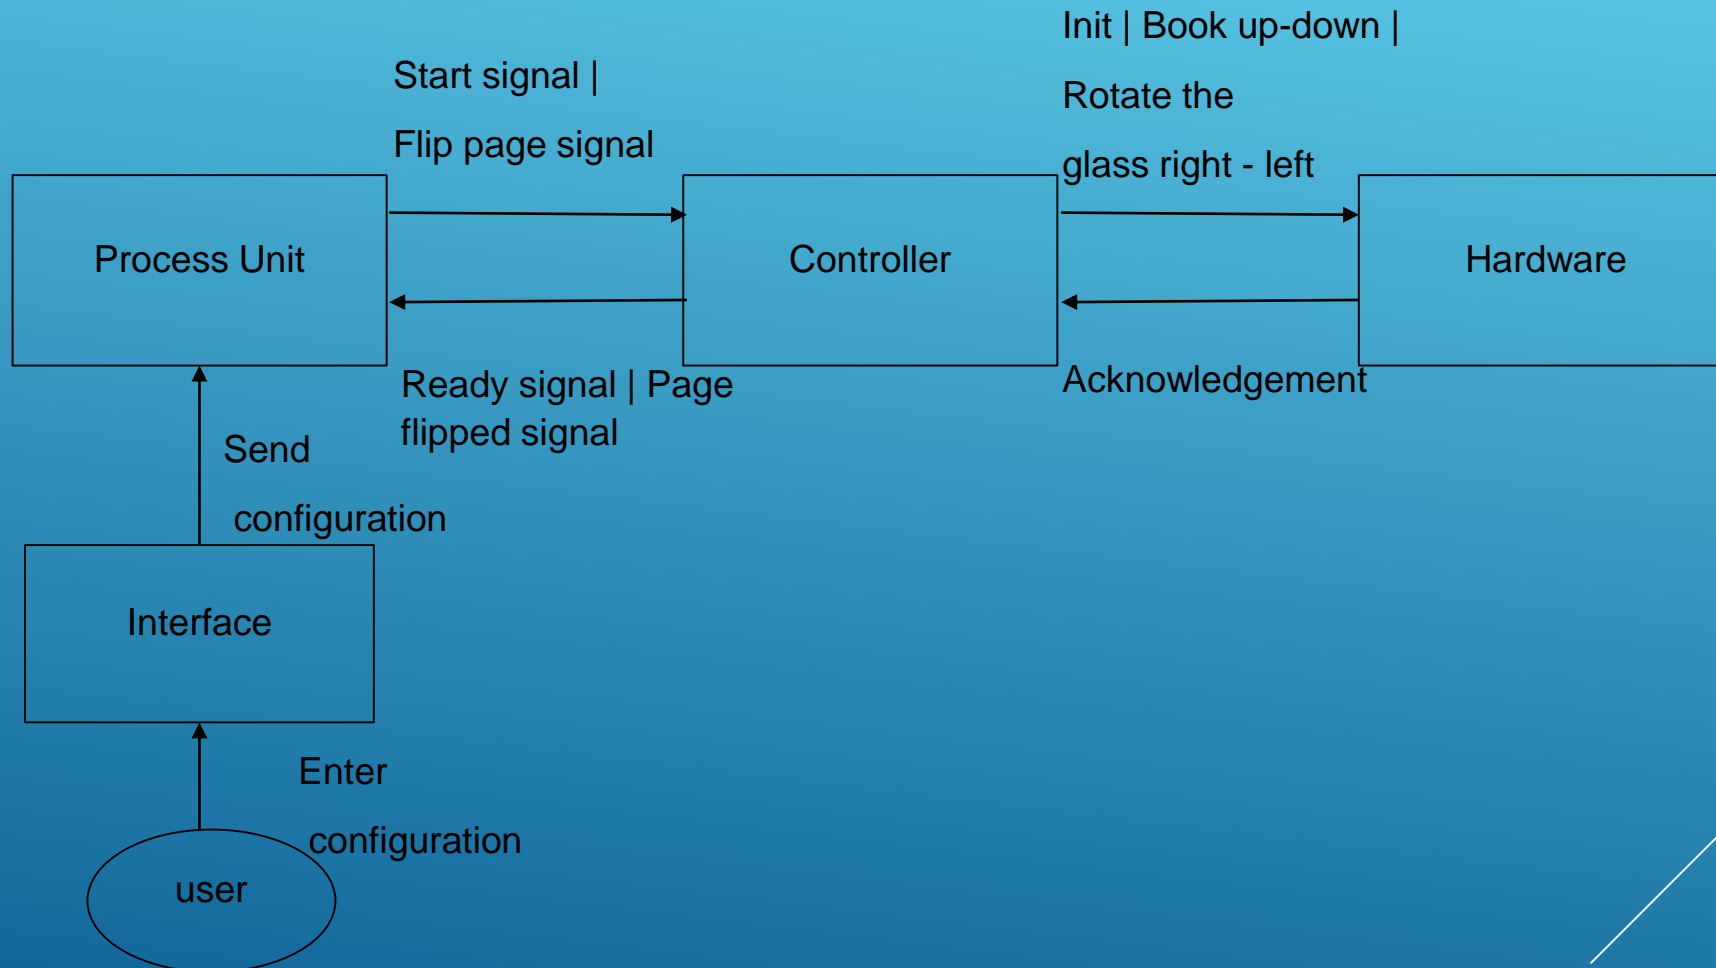 Init | Book up-down |
Rotate the
glass right - left
Start signal |
Flip page signal
Process Unit
Controller
Hardware
Ready signal | Page
flipped signal
Acknowledgement
Send
configuration
Interface
Enter
configuration
user